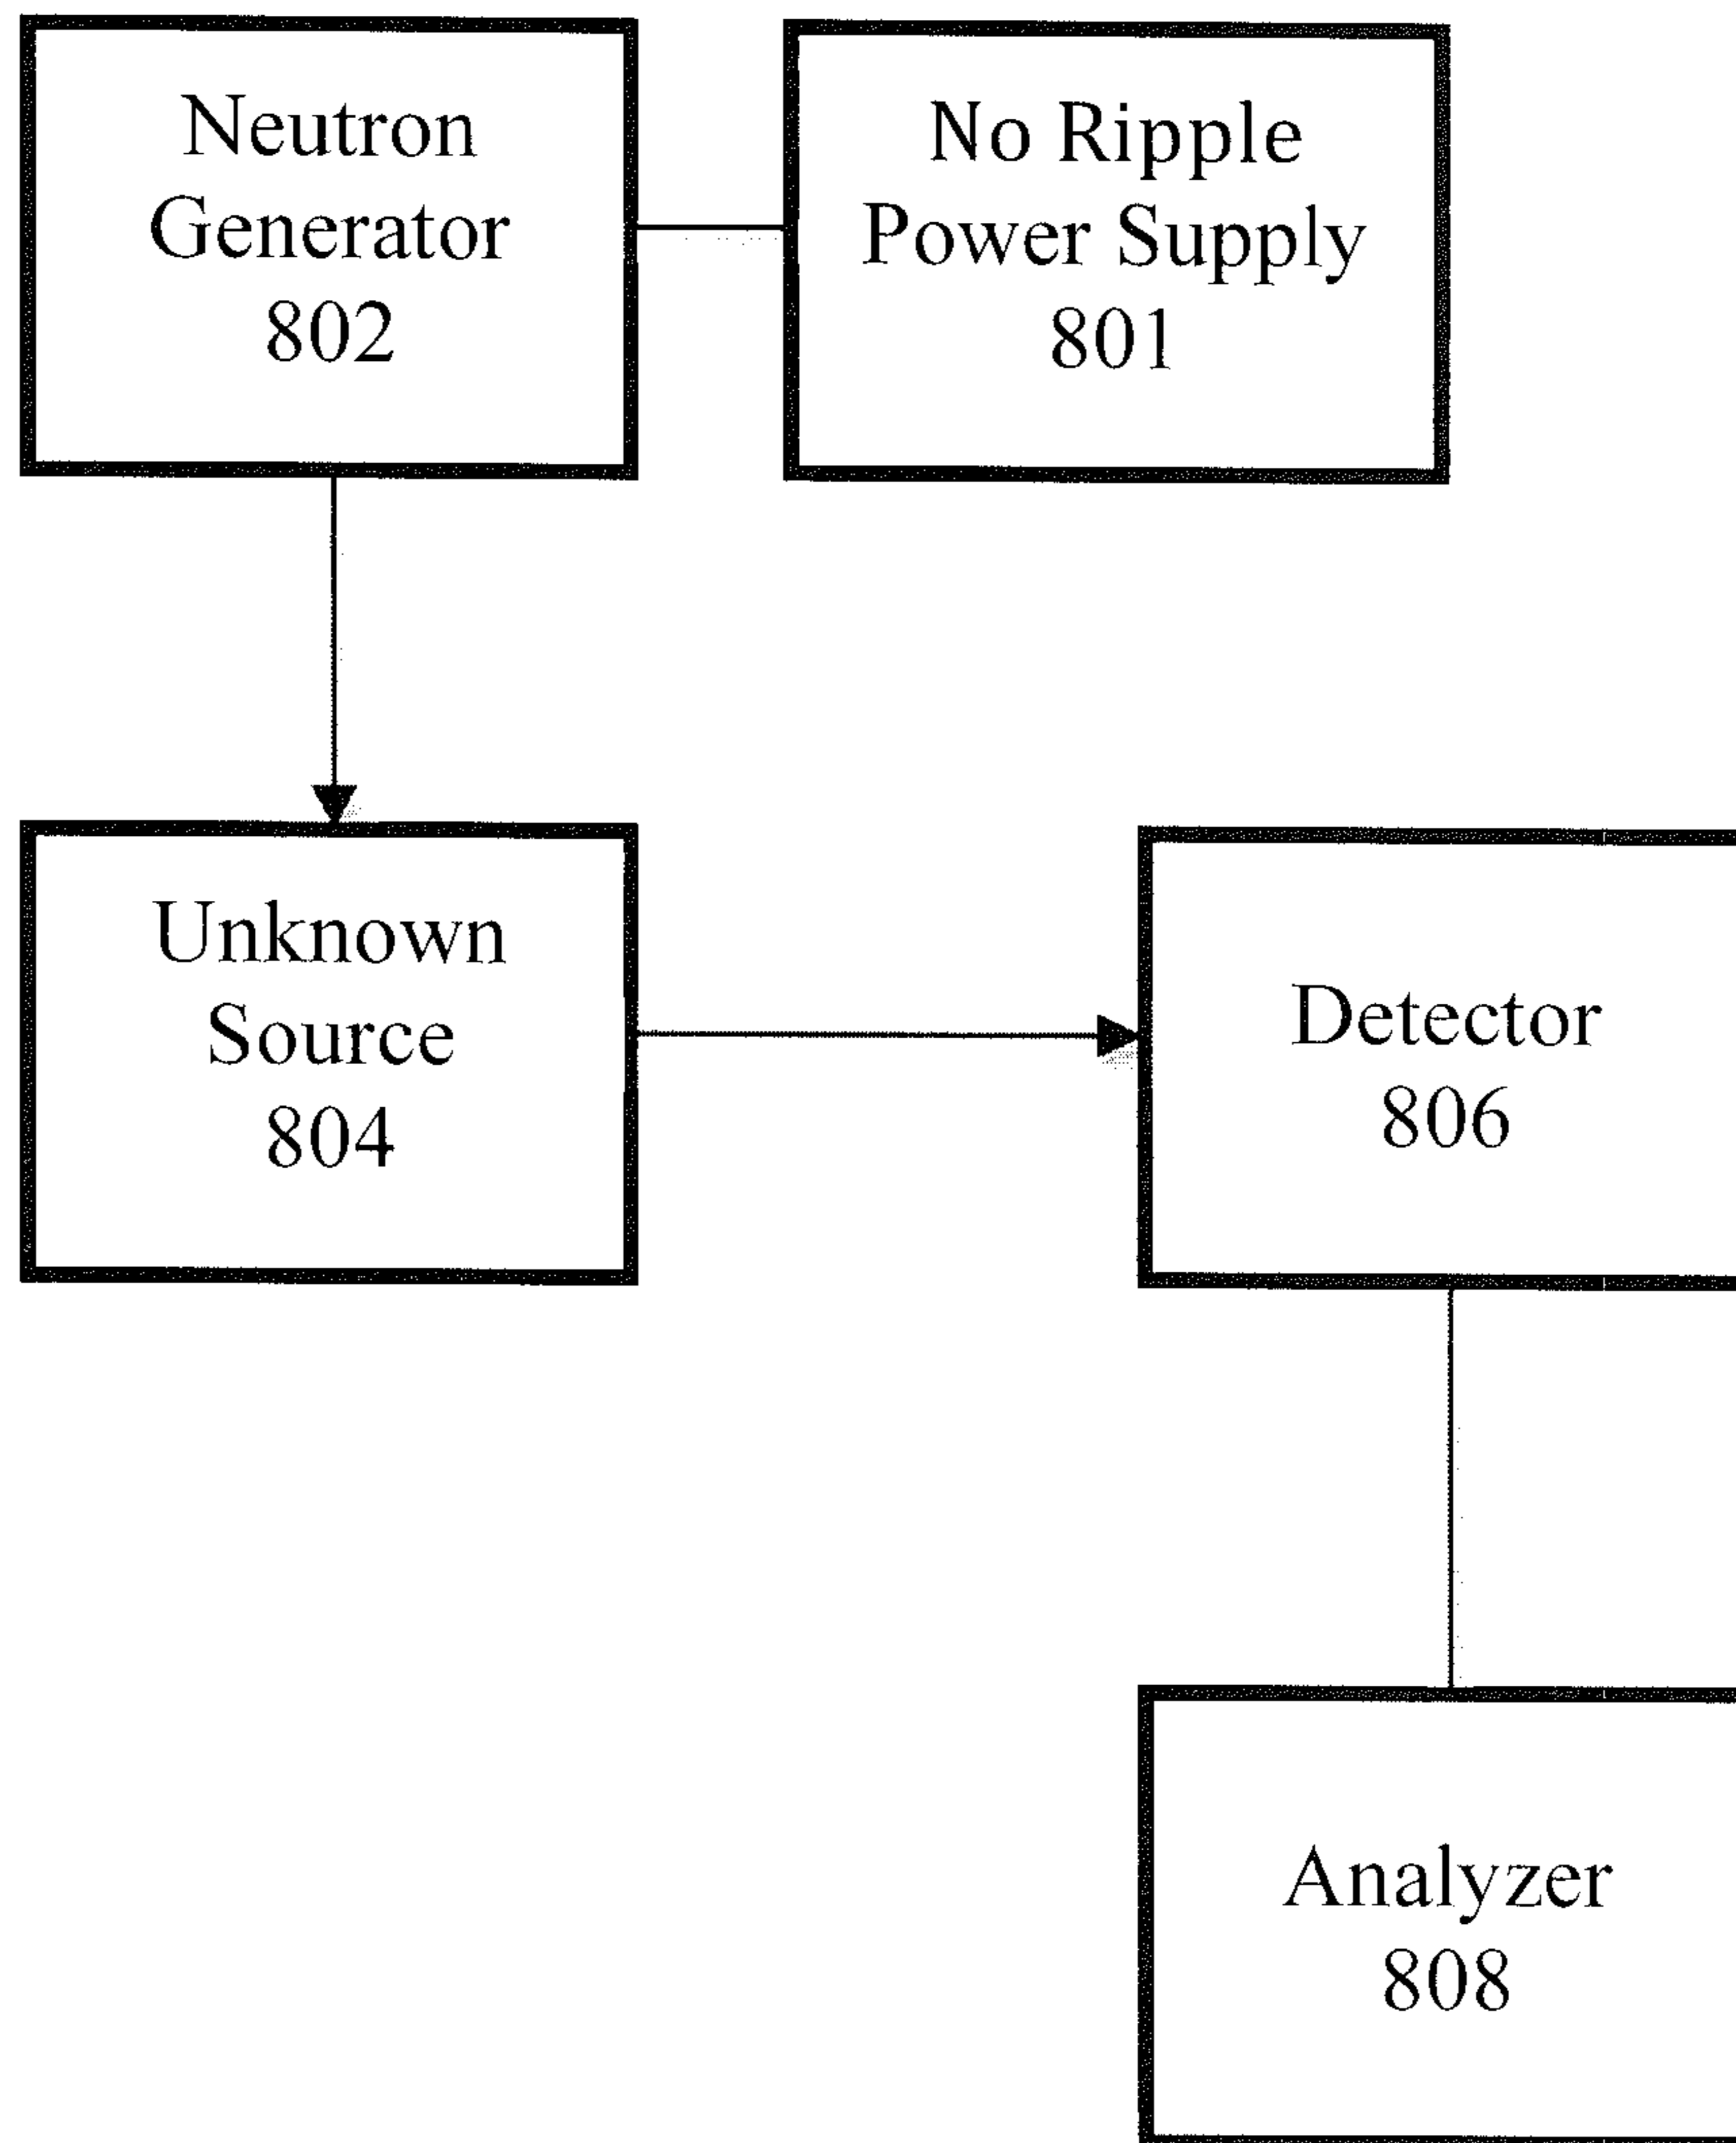 Neutron
Generator
802
No Ripple
Power Supply
801
Unknown
Source
804
Detector
806
Analyzer
808